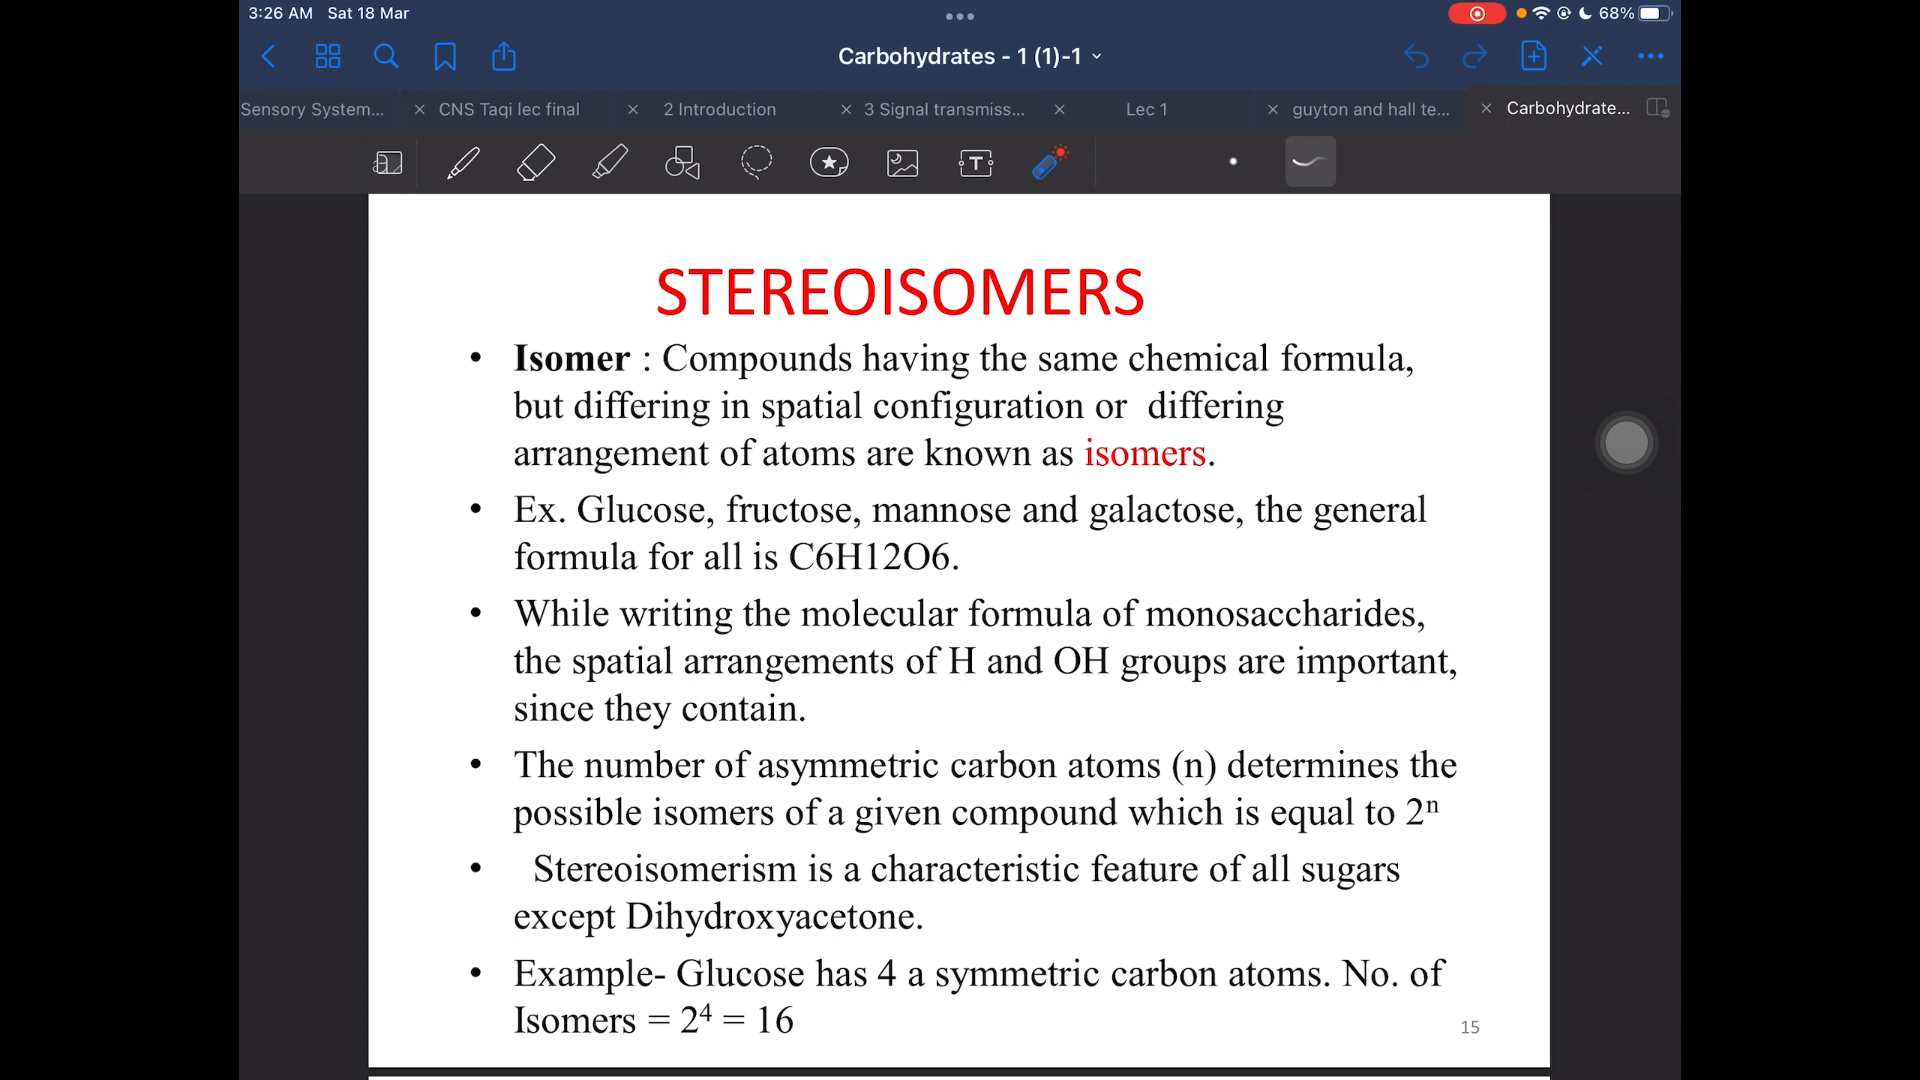 3:26 AM Sat 18 Mar
68%
Carbohydrates - 1 (1)-1
Sensory System...
CNS Taqi lec final
2 Introduction
3 Signal transmiss...
Lec 1
guyton and hall te...
Carbohydrate...
STEREOISOMERS
• Isomer : Compounds having the same chemical formula,
but differing in spatial configuration or differing
arrangement of atoms are known as isomers.
• Ex. Glucose, fructose, mannose and galactose, the general
formula for all is C6H12O6.
• While writing the molecular formula of monosaccharides,
the spatial arrangements of H and OH groups are important,
since they contain.
• The number of asymmetric carbon atoms (n) determines the
possible isomers of a given compound which is equal to 2ⁿ
• Stereoisomerism is a characteristic feature of all sugars
except Dihydroxyacetone.
• Example- Glucose has 4 a symmetric carbon atoms. No. of
Isomers = 2⁴ = 16
15